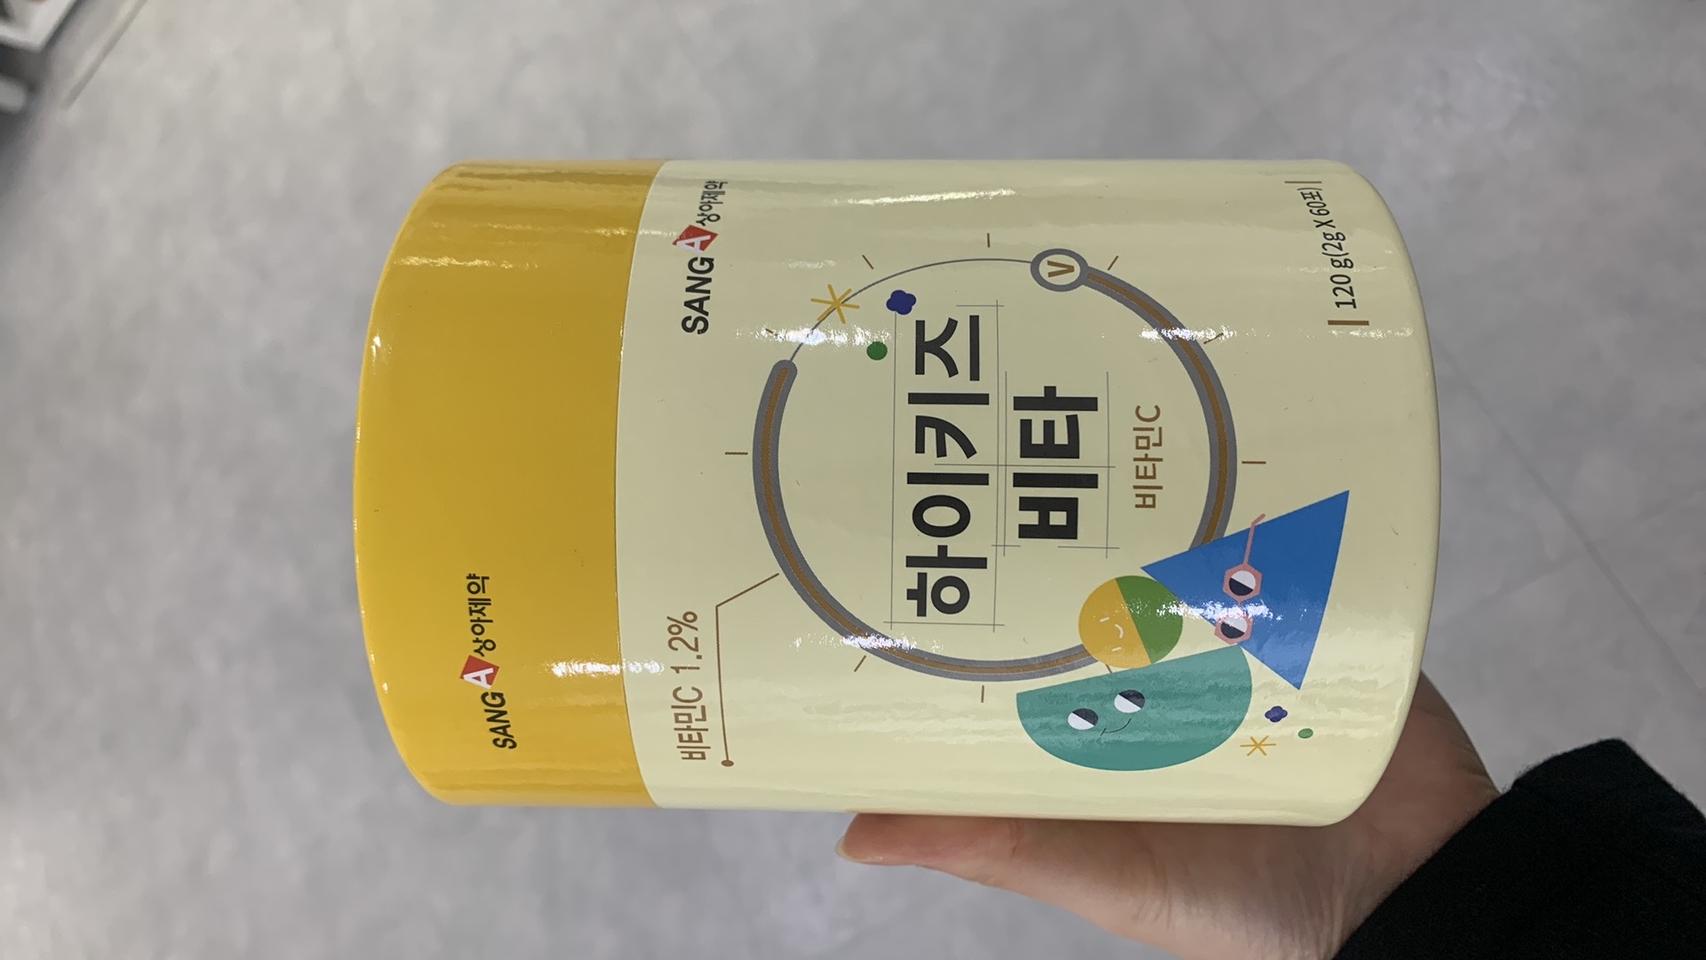 SANG A 상아제약
SANG A 상아제약
비타민C 1.2%
V
하이키즈
비타
비타민C
120 g(2g X 60포)